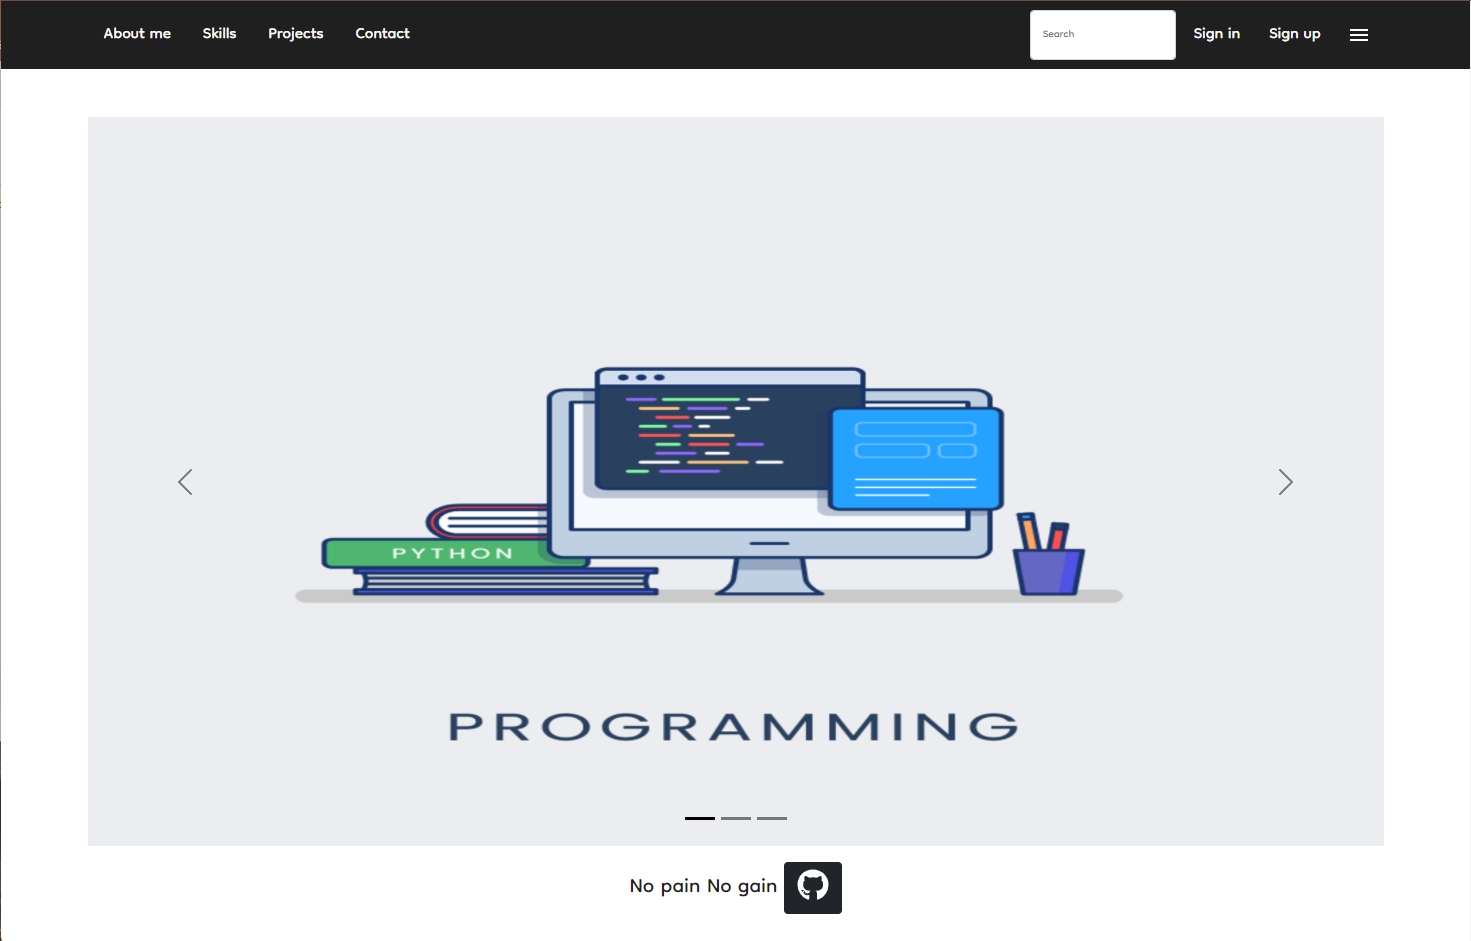 About me Skills Projects Contact Search Sign in Sign up
PYTHON
PROGRAMMING
No pain No gain